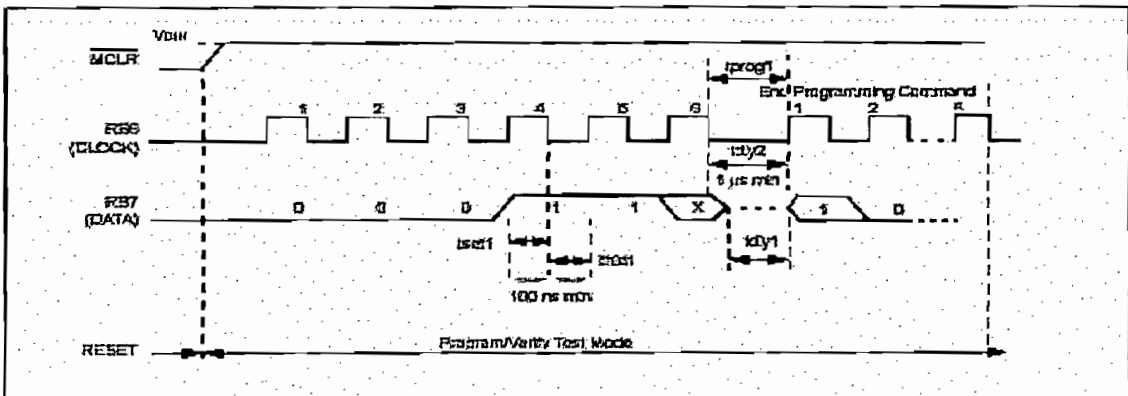 VIHH
MCLR
tprog1
End Programming Command
1 2 3 4 5 6 1 2 5
RB6
(CLOCK)
tdly2
1 µs min
RB7
(DATA)
0 0 0 1 1 X 1 0
tset1
thld1
tdly1
100 ns min
RESET
Program/Verify Test Mode